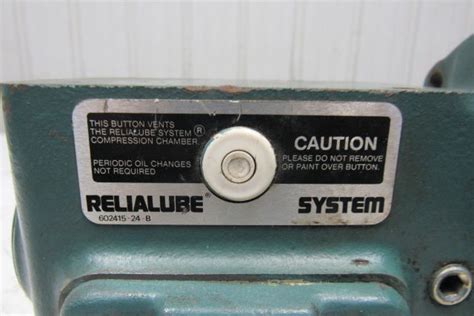 THIS BUTTON VENTS
THE RELIALUBE SYSTEM ®
COMPRESSION CHAMBER.
PERIODIC OIL CHANGES
NOT REQUIRED
CAUTION
PLEASE DO NOT REMOVE
OR PAINT OVER BUTTON.
RELIALUBE® SYSTEM
602415-24-B